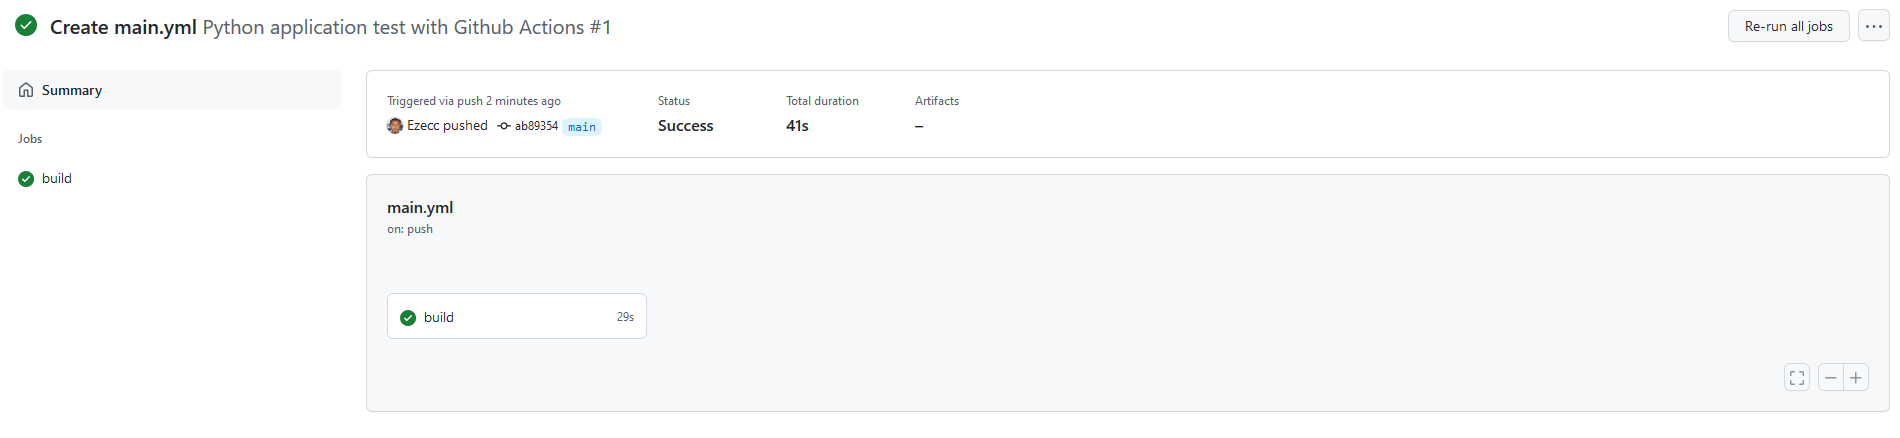 Create main.yml Python application test with Github Actions #1
Re-run all jobs
Summary
Jobs
build
Triggered via push 2 minutes ago
Ezecc pushed ab89354 main
Status
Success
Total duration
41s
Artifacts
–
main.yml
on: push
build 29s